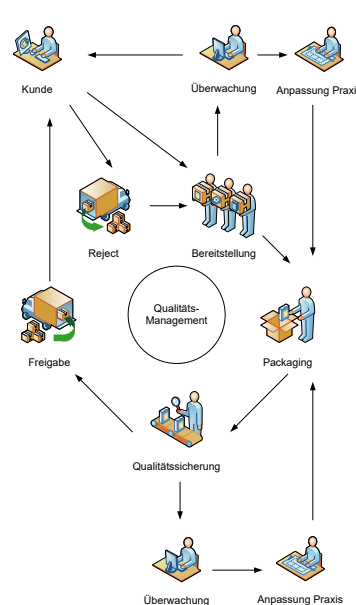 Kunde
Überwachung
Anpassung Praxi
Reject
Bereitstellung
Qualitäts-
Management
Freigabe
Packaging
Qualitätssicherung
Überwachung
Anpassung Praxis